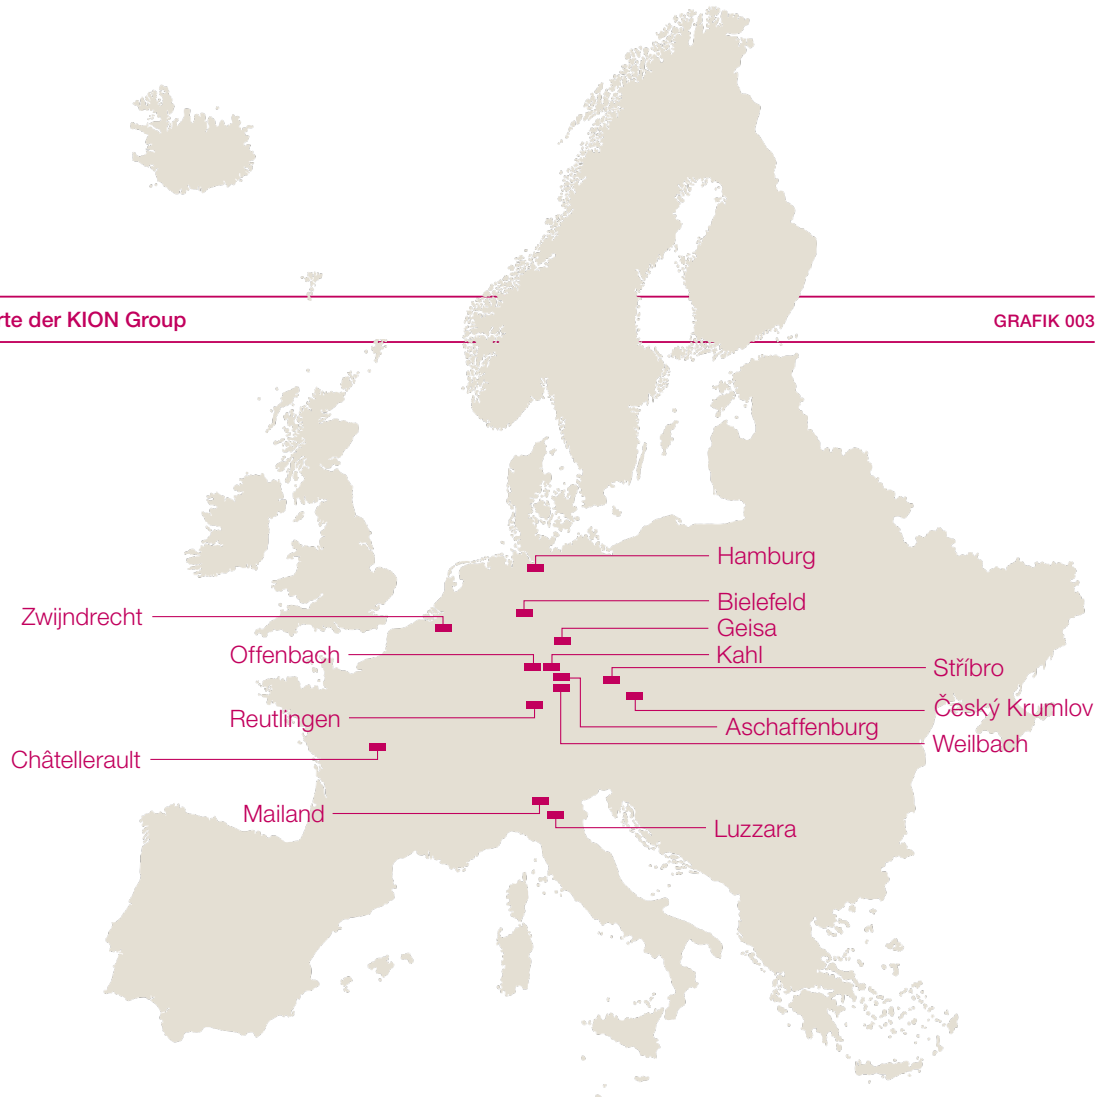 rte der KION Group
GRAFIK 003
Hamburg
Bielefeld
Zwijndrecht
Geisa
Offenbach
Kahl
Stříbro
Český Krumlov
Reutlingen
Aschaffenburg
Weilbach
Châtellerault
Mailand
Luzzara